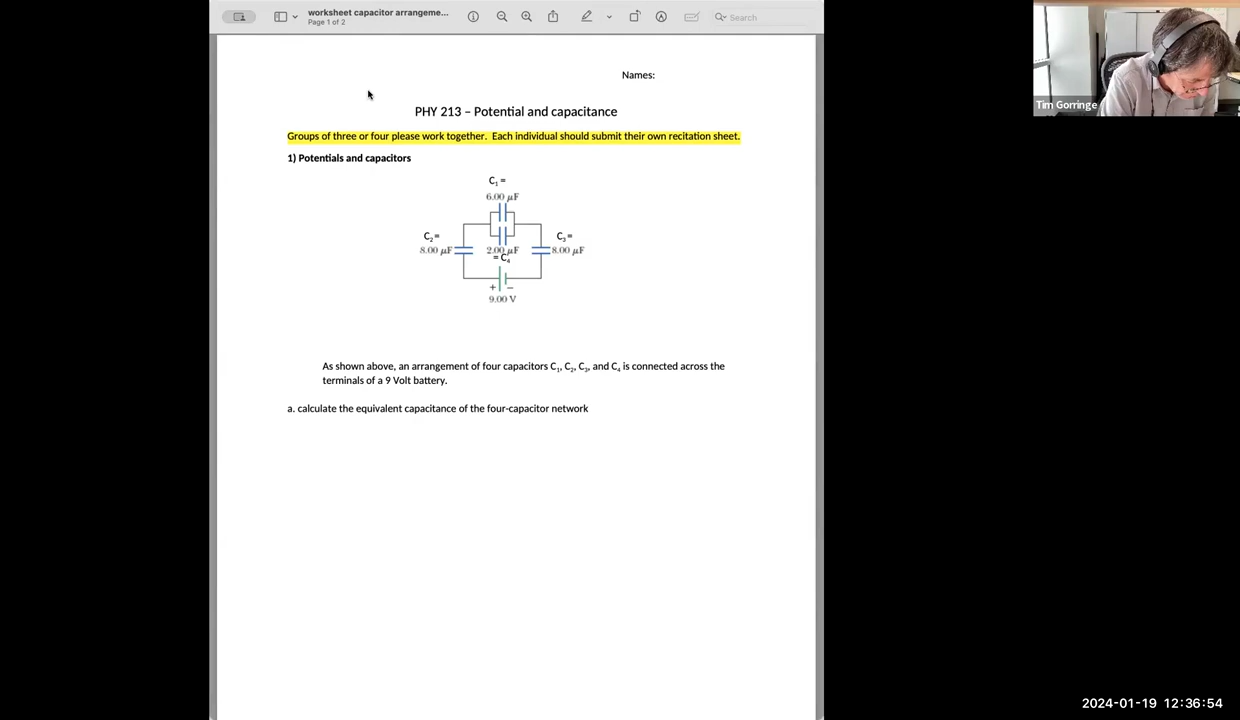 worksheet capacitor arrangeme...
Page 1 of 2
Search
Names:
PHY 213 – Potential and capacitance
Groups of three or four please work together. Each individual should submit their own recitation sheet.
1) Potentials and capacitors
C₁ =
6.00 μF
C₂ =
8.00 μF
2.00 μF
= C₄
C₃ =
8.00 μF
+ –
9.00 V
As shown above, an arrangement of four capacitors C₁, C₂, C₃, and C₄ is connected across the
terminals of a 9 Volt battery.
a. calculate the equivalent capacitance of the four-capacitor network
Tim Gorringe
2024-01-19 12:36:54